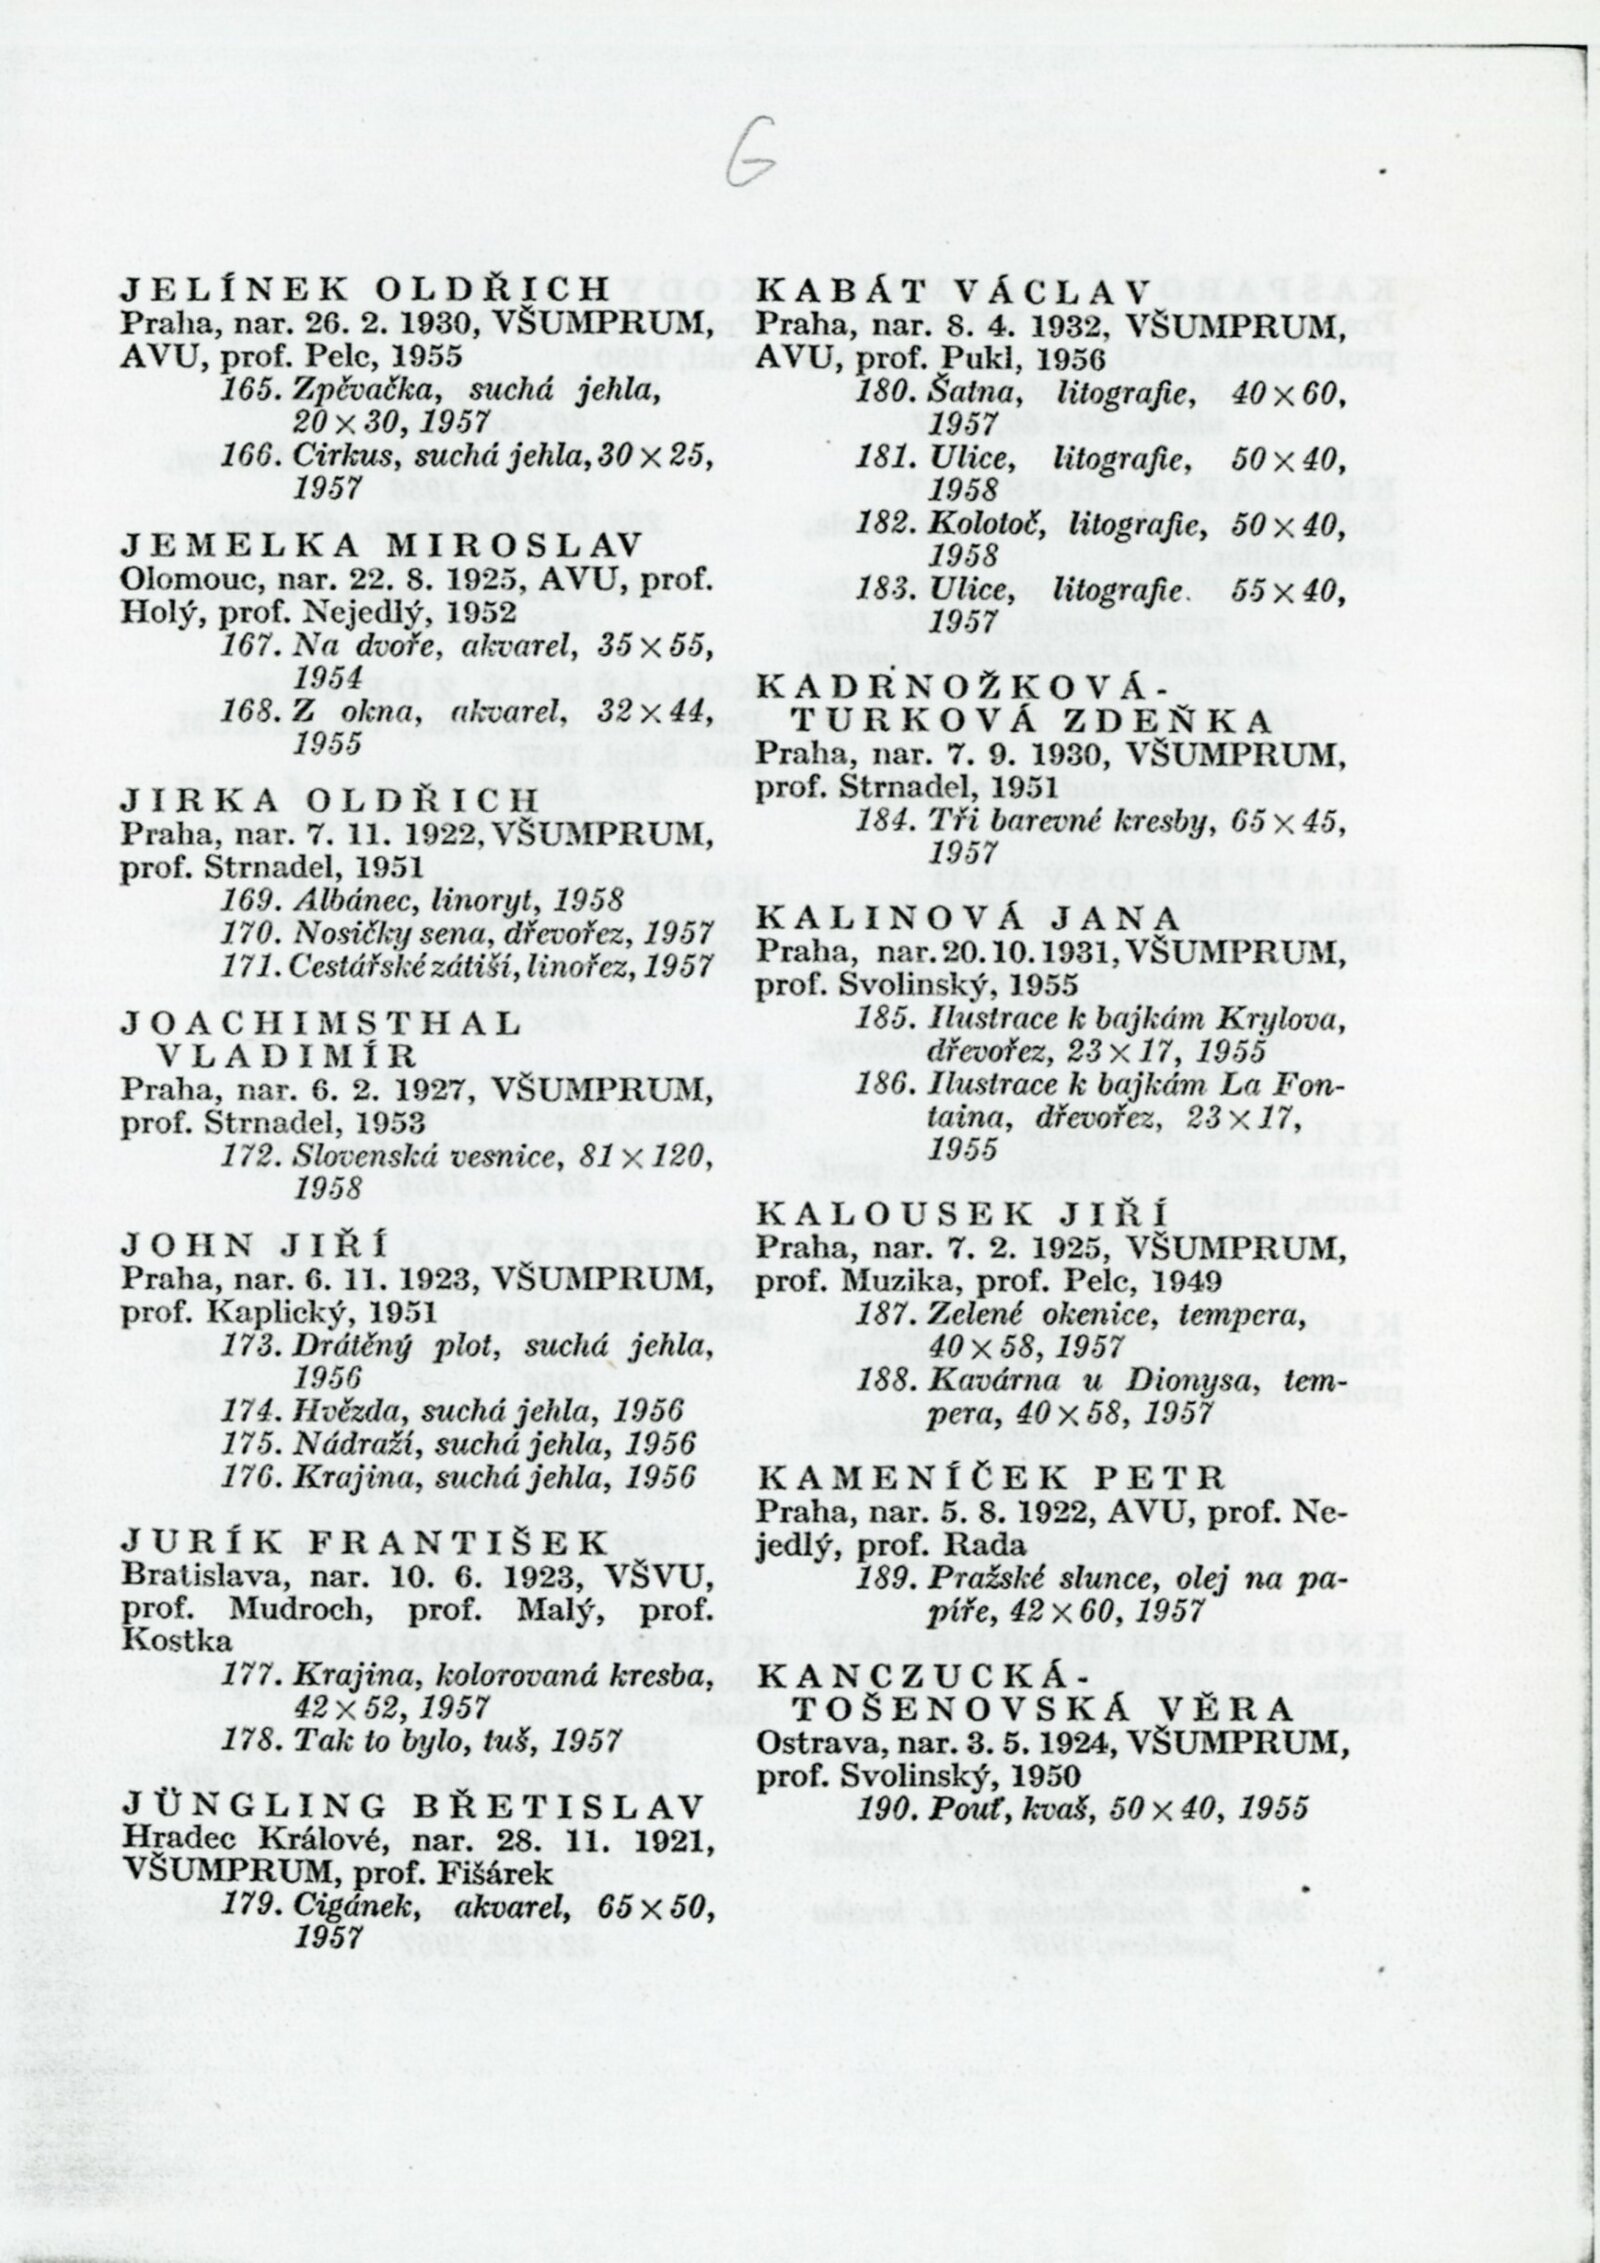 G
JELÍNEK OLDŘICH
Praha, nar. 26. 2. 1930, VŠUMPRUM,
AVU, prof. Pelc, 1955
165. Zpěvačka, suchá jehla,
20 × 30, 1957
166. Cirkus, suchá jehla, 30 × 25,
1957
JEMELKA MIROSLAV
Olomouc, nar. 22. 8. 1925, AVU, prof.
Holý, prof. Nejedlý, 1952
167. Na dvoře, akvarel, 35 × 55,
1954
168. Z okna, akvarel, 32 × 44,
1955
JIRKA OLDŘICH
Praha, nar. 7. 11. 1922, VŠUMPRUM,
prof. Strnadel, 1951
169. Albánec, linoryt, 1958
170. Nosičky sena, dřevořez, 1957
171. Cestářské zátiší, linořez, 1957
JOACHIMSTHAL
VLADIMÍR
Praha, nar. 6. 2. 1927, VŠUMPRUM,
prof. Strnadel, 1953
172. Slovenská vesnice, 81 × 120,
1958
JOHN JIŘÍ
Praha, nar. 6. 11. 1923, VŠUMPRUM,
prof. Kaplický, 1951
173. Drátěný plot, suchá jehla,
1956
174. Hvězda, suchá jehla, 1956
175. Nádraží, suchá jehla, 1956
176. Krajina, suchá jehla, 1956
JURÍK FRANTIŠEK
Bratislava, nar. 10. 6. 1923, VŠVU,
prof. Mudroch, prof. Malý, prof.
Kostka
177. Krajina, kolorovaná kresba,
42 × 52, 1957
178. Tak to bylo, tuš, 1957
JÜNGLING BŘETISLAV
Hradec Králové, nar. 28. 11. 1921,
VŠUMPRUM, prof. Fišárek
179. Cigánek, akvarel, 65 × 50,
1957
KABÁT VÁCLAV
Praha, nar. 8. 4. 1932, VŠUMPRUM,
AVU, prof. Pukl, 1956
180. Šatna, litografie, 40 × 60,
1957
181. Ulice, litografie, 50 × 40,
1958
182. Kolotoč, litografie, 50 × 40,
1958
183. Ulice, litografie. 55 × 40,
1957
KADRNOŽKOVÁ-
TURKOVÁ ZDEŇKA
Praha, nar. 7. 9. 1930, VŠUMPRUM,
prof. Strnadel, 1951
184. Tři barevné kresby, 65 × 45,
1957
KALINOVÁ JANA
Praha, nar. 20. 10. 1931, VŠUMPRUM,
prof. Svolinský, 1955
185. Ilustrace k bajkám Krylova,
dřevořez, 23 × 17, 1955
186. Ilustrace k bajkám La Fon-
taina, dřevořez, 23 × 17,
1955
KALOUSEK JIŘÍ
Praha, nar. 7. 2. 1925, VŠUMPRUM,
prof. Muzika, prof. Pelc, 1949
187. Zelené okenice, tempera,
40 × 58, 1957
188. Kavárna u Dionysa, tem-
pera, 40 × 58, 1957
KAMENÍČEK PETR
Praha, nar. 5. 8. 1922, AVU, prof. Ne-
jedlý, prof. Rada
189. Pražské slunce, olej na pa-
píře, 42 × 60, 1957
KANCZUCKÁ-
TOŠENOVSKÁ VĚRA
Ostrava, nar. 3. 5. 1924, VŠUMPRUM,
prof. Svolinský, 1950
190. Pouť, kvaš, 50 × 40, 1955